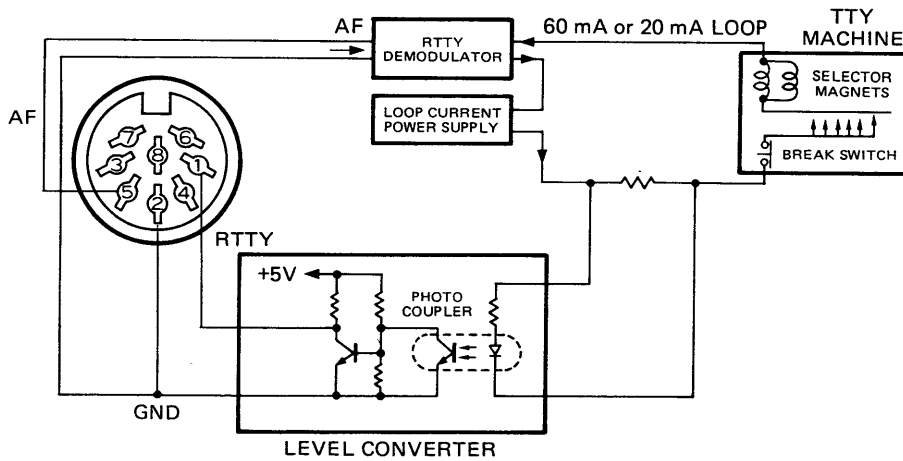 AF
60 mA or 20 mA LOOP
TTY
MACHINE
RTTY
DEMODULATOR
SELECTOR
MAGNETS
LOOP CURRENT
POWER SUPPLY
BREAK SWITCH
AF
7
6
8
3
1
5
4
2
RTTY
+5V
PHOTO
COUPLER
GND
LEVEL CONVERTER